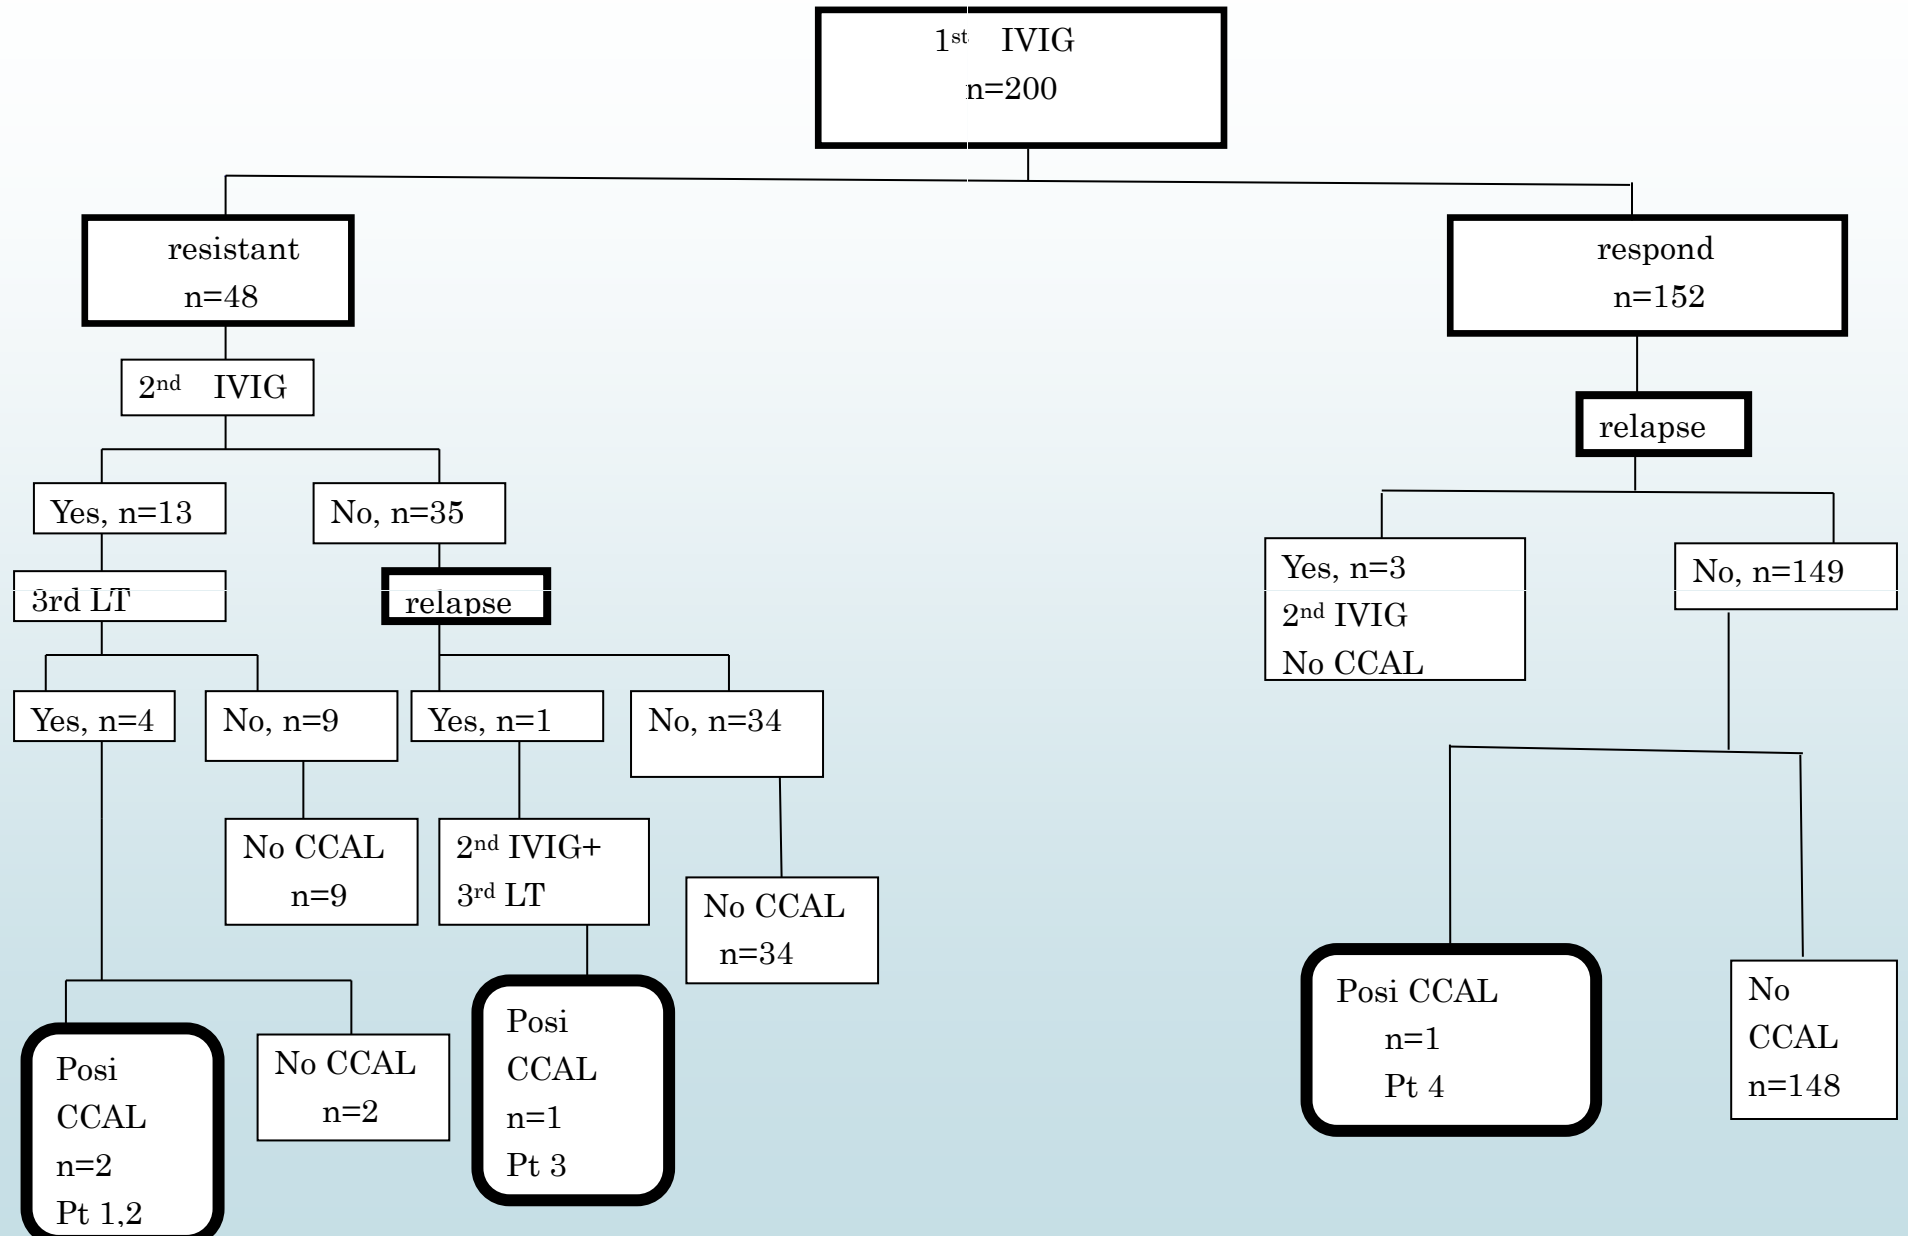 1st IVIG
n=200
resistant
n=48
respond
n=152
2nd IVIG
relapse
Yes, n=13
No, n=35
Yes, n=3
2nd IVIG
No CCAL
No, n=149
3rd LT
relapse
Yes, n=4
No, n=9
Yes, n=1
No, n=34
No CCAL
n=9
2nd IVIG+
3rd LT
No CCAL
n=34
Posi
CCAL
n=2
Pt 1,2
No CCAL
n=2
Posi
CCAL
n=1
Pt 3
Posi CCAL
n=1
Pt 4
No
CCAL
n=148